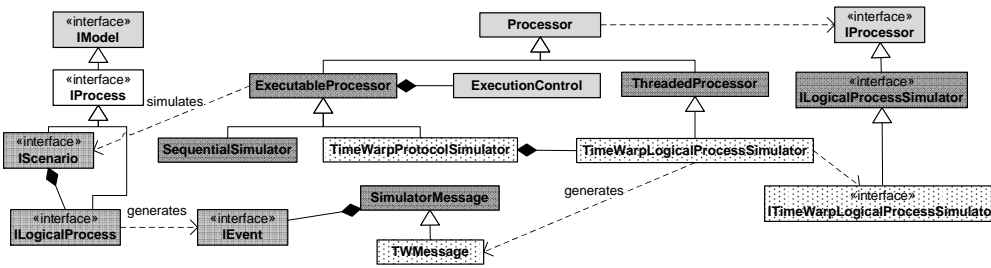 «interface»
IModel
Processor
«interface»
IProcessor
«interface»
IProcess
simulates
ExecutableProcessor
ExecutionControl
ThreadedProcessor
ILogicalProcessSimulator
«interface»
«interface»
IScenario
SequentialSimulator
TimeWarpProtocolSimulator
TimeWarpLogicalProcessSimulator
«interface»
ILogicalProcess
generates
«interface»
IEvent
SimulatorMessage
TWMessage
generates
«interface»
ITimeWarpLogicalProcessSimulator